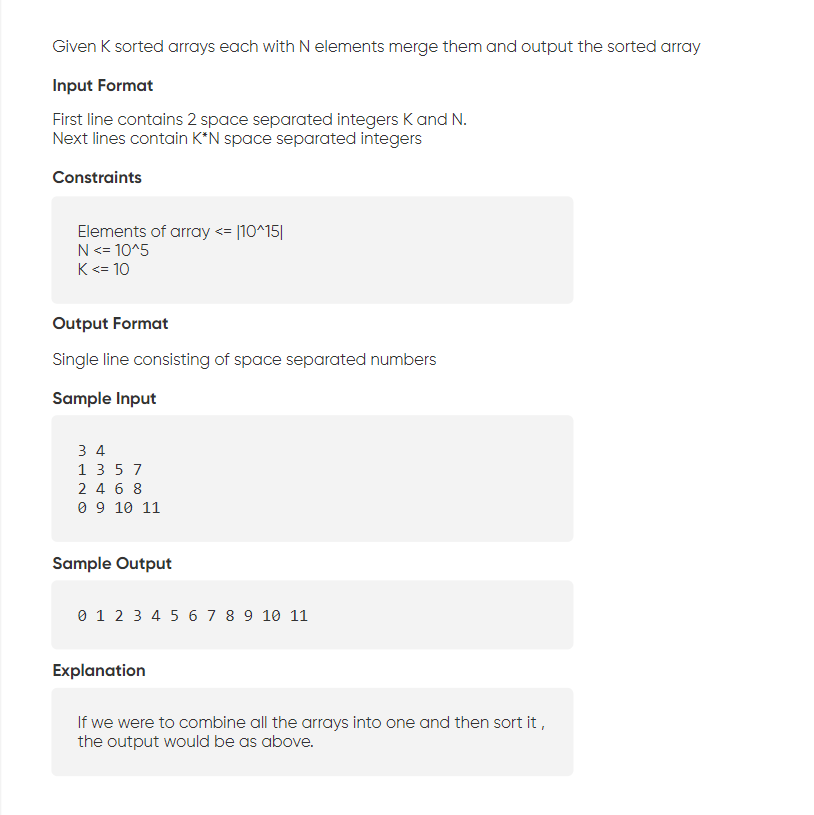 Given K sorted arrays each with N elements merge them and output the sorted array
Input Format
First line contains 2 space separated integers K and N.
Next lines contain K*N space separated integers
Constraints
Elements of array <= |10^15|
N <= 10^5
K <= 10
Output Format
Single line consisting of space separated numbers
Sample Input
3 4
1 3 5 7
2 4 6 8
0 9 10 11
Sample Output
0 1 2 3 4 5 6 7 8 9 10 11
Explanation
If we were to combine all the arrays into one and then sort it ,
the output would be as above.